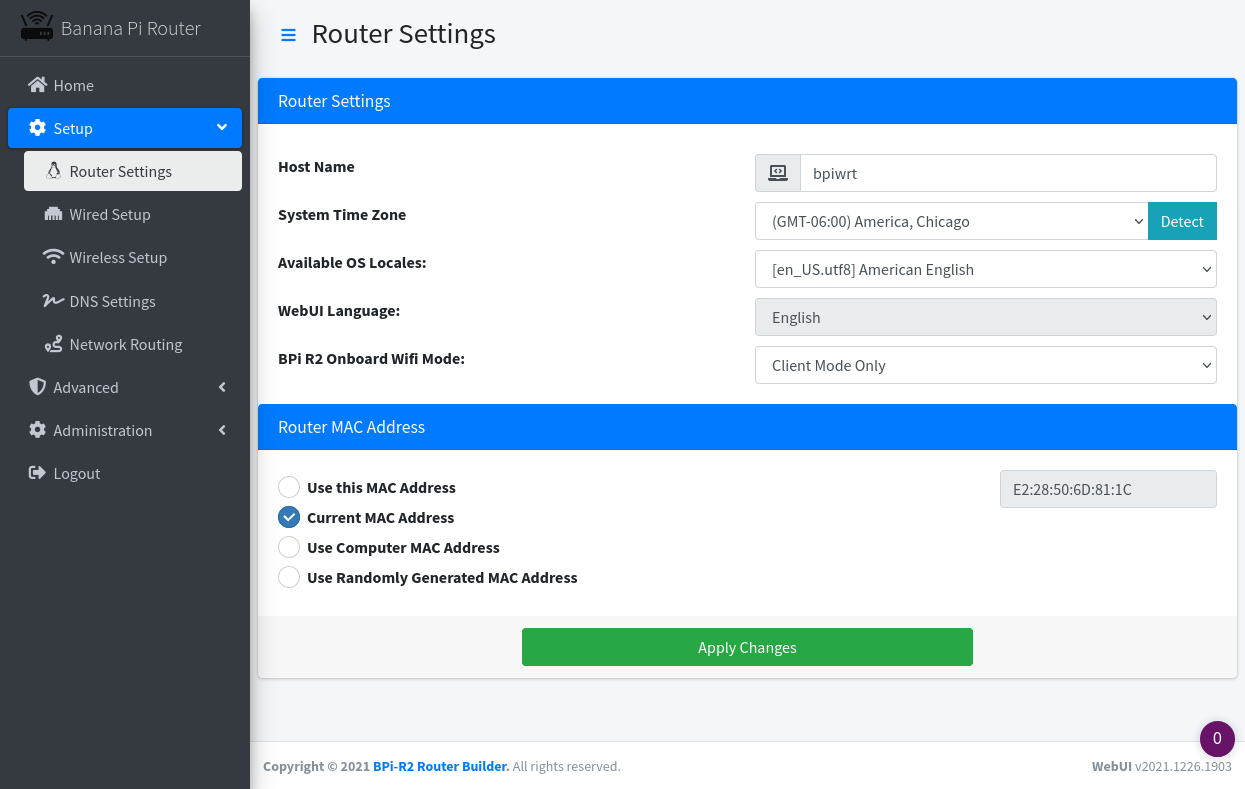 Banana Pi Router
Home
Setup
Router Settings
Wired Setup
Wireless Setup
DNS Settings
Network Routing
Advanced
Administration
Logout
Router Settings
Router Settings
Host Name
bpiwrt
System Time Zone
(GMT-06:00) America, Chicago
Detect
Available OS Locales:
[en_US.utf8] American English
WebUI Language:
English
BPi R2 Onboard Wifi Mode:
Client Mode Only
Router MAC Address
Use this MAC Address
E2:28:50:6D:81:1C
Current MAC Address
Use Computer MAC Address
Use Randomly Generated MAC Address
Apply Changes
0
Copyright © 2021 BPi-R2 Router Builder. All rights reserved.
WebUI v2021.1226.1903